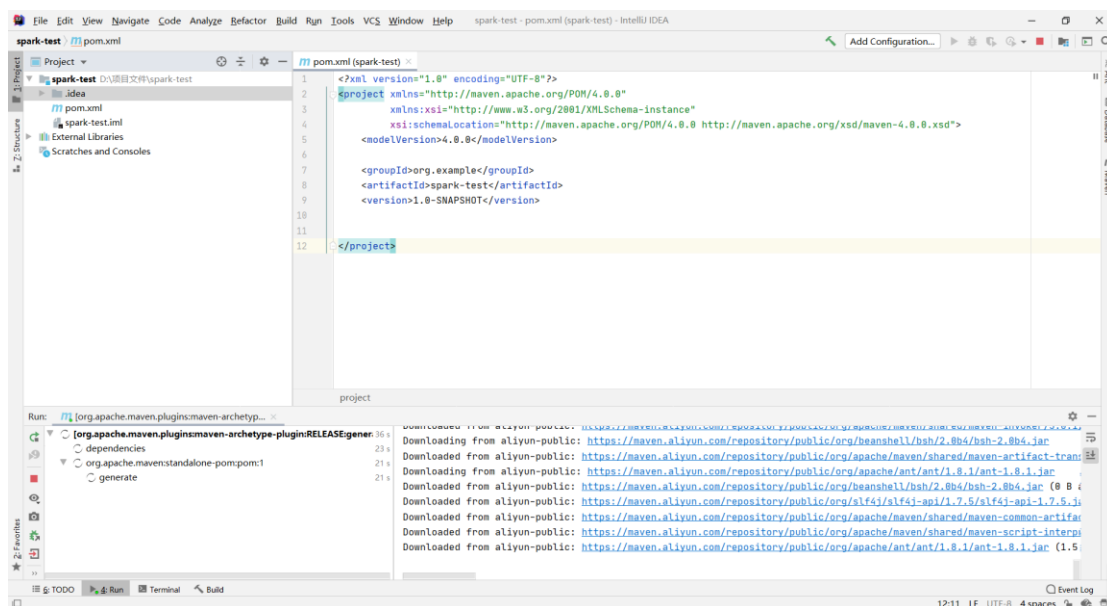 File Edit View Navigate Code Analyze Refactor Build Run Tools VCS Window Help spark-test - pom.xml (spark-test) - IntelliJ IDEA
spark-test pom.xml Add Configuration...
Project pom.xml (spark-test)
1: Project
Z: Structure
2: Favorites
spark-test D:\项目文件\spark-test
.idea
pom.xml
spark-test.iml
External Libraries
Scratches and Consoles
1 <?xml version="1.0" encoding="UTF-8"?>
2 <project xmlns="http://maven.apache.org/POM/4.0.0"
3 xmlns:xsi="http://www.w3.org/2001/XMLSchema-instance"
4 xsi:schemaLocation="http://maven.apache.org/POM/4.0.0 http://maven.apache.org/xsd/maven-4.0.0.xsd">
5 <modelVersion>4.0.0</modelVersion>
6
7 <groupId>org.example</groupId>
8 <artifactId>spark-test</artifactId>
9 <version>1.0-SNAPSHOT</version>
10
11
12 </project>
project
Run: [org.apache.maven.plugins:maven-archetyp...
[org.apache.maven.plugins:maven-archetype-plugin:RELEASE:gener 36 s
dependencies 23 s
org.apache.maven:standalone-pom:pom:1 21 s
generate 21 s
Downloading from aliyun-public: https://maven.aliyun.com/repository/public/org/beanshell/bsh/2.0b4/bsh-2.0b4.jar
Downloaded from aliyun-public: https://maven.aliyun.com/repository/public/org/apache/maven/shared/maven-artifact-tran
Downloading from aliyun-public: https://maven.aliyun.com/repository/public/org/apache/ant/ant/1.8.1/ant-1.8.1.jar
Downloaded from aliyun-public: https://maven.aliyun.com/repository/public/org/beanshell/bsh/2.0b4/bsh-2.0b4.jar (0 B
Downloaded from aliyun-public: https://maven.aliyun.com/repository/public/org/slf4j/slf4j-api/1.7.5/slf4j-api-1.7.5.j
Downloaded from aliyun-public: https://maven.aliyun.com/repository/public/org/apache/maven/shared/maven-common-artifa
Downloaded from aliyun-public: https://maven.aliyun.com/repository/public/org/apache/maven/shared/maven-script-interp
Downloaded from aliyun-public: https://maven.aliyun.com/repository/public/org/apache/ant/ant/1.8.1/ant-1.8.1.jar (1.5
6: TODO 4: Run Terminal Build Event Log
12:11 LF UTF-8 4 spaces